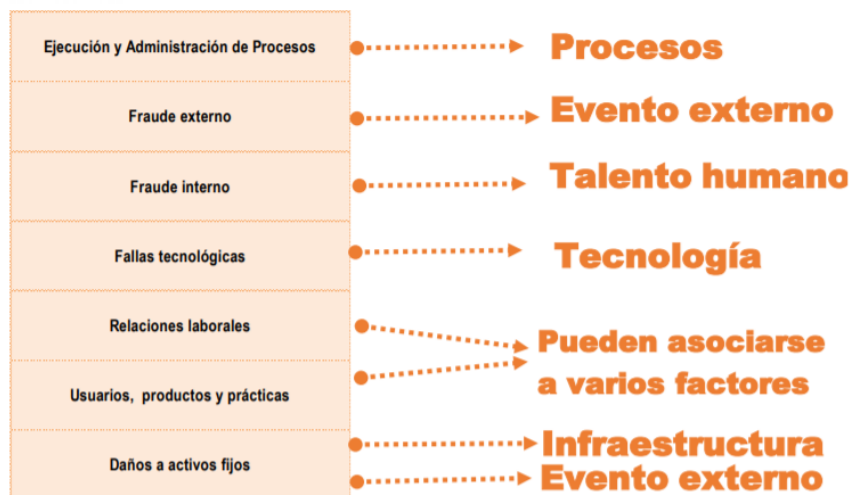 Ejecución y Administración de Procesos
Procesos
Fraude externo
Evento externo
Fraude interno
Talento humano
Fallas tecnológicas
Tecnología
Relaciones laborales
Usuarios, productos y prácticas
Pueden asociarse
a varios factores
Daños a activos fijos
Infraestructura
Evento externo